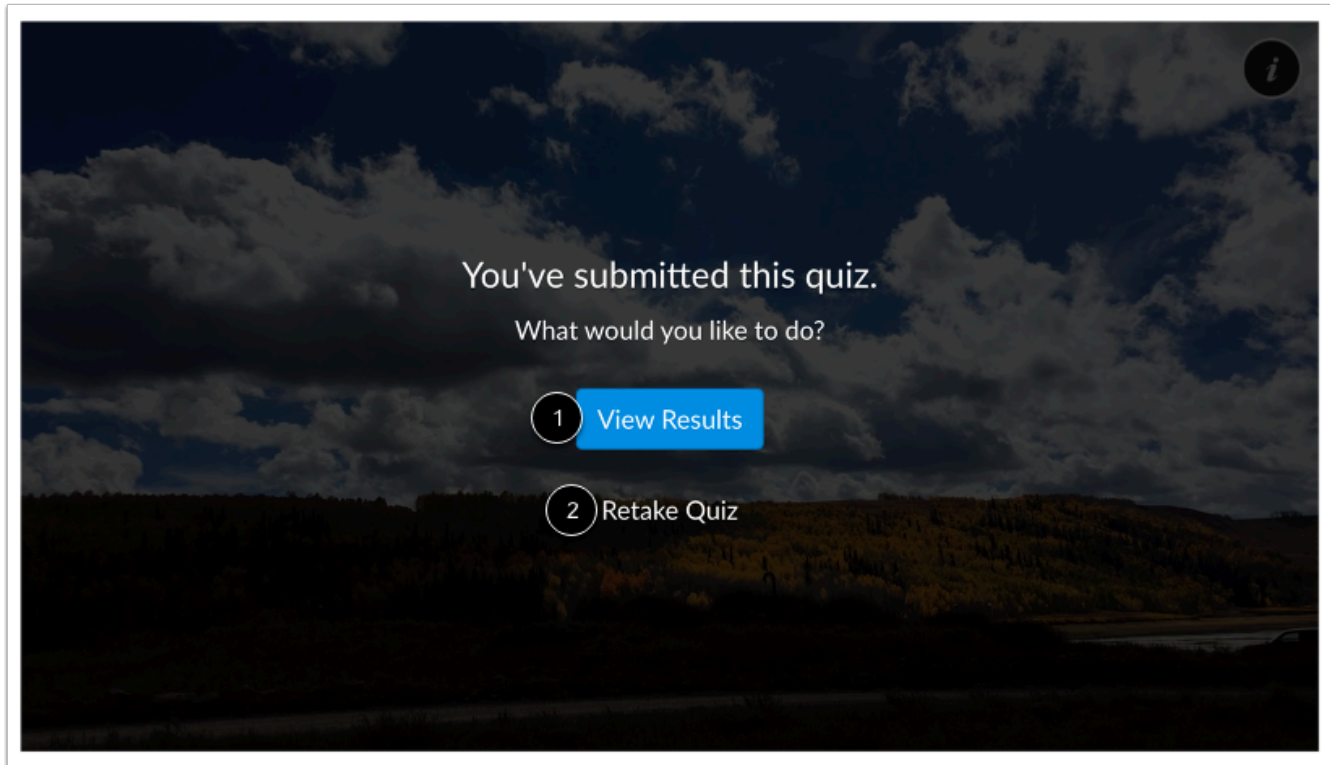 i
You've submitted this quiz.
What would you like to do?
1 View Results
2 Retake Quiz